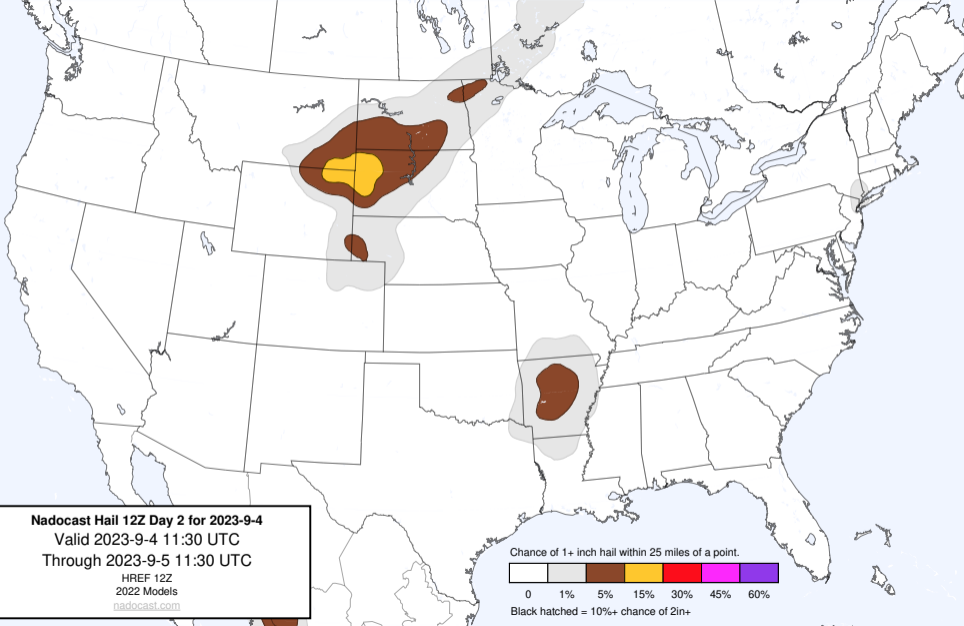 Nadocast Hail 12Z Day 2 for 2023-9-4
Valid 2023-9-4 11:30 UTC
Through 2023-9-5 11:30 UTC
HREF 12Z
2022 Models
nadocast.com
Chance of 1+ inch hail within 25 miles of a point.
0 1% 5% 15% 30% 45% 60%
Black hatched = 10%+ chance of 2in+